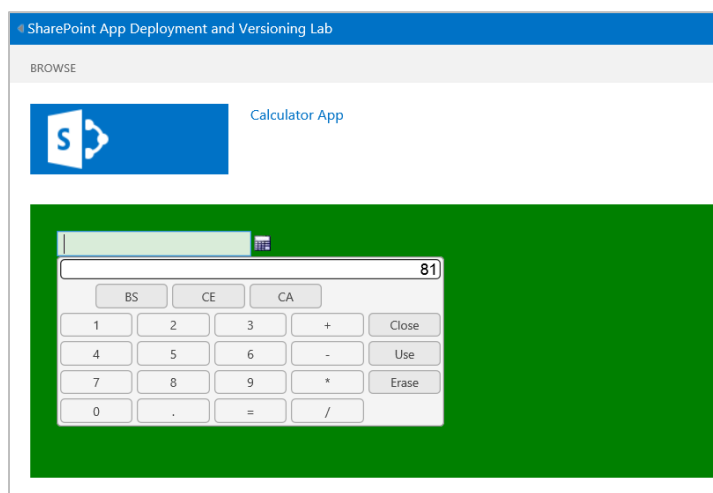 SharePoint App Deployment and Versioning Lab
BROWSE
S
Calculator App
81
BS CE CA
1 2 3 + Close
4 5 6 - Use
7 8 9 * Erase
0 . = /